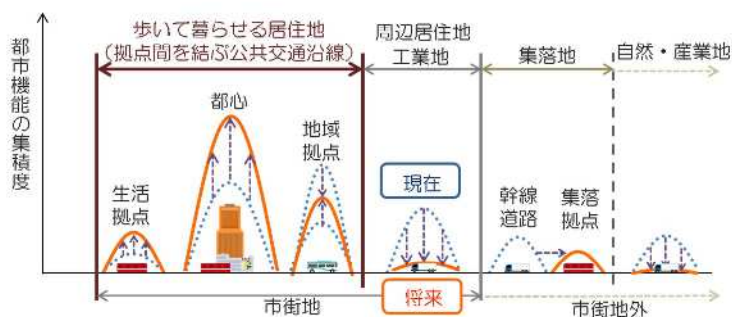 都市機能の集積度
歩いて暮らせる居住地
(拠点間を結ぶ公共交通沿線)
周辺居住地
工業地
集落地
自然・産業地
都心
地域
拠点
生活
拠点
現在
幹線
道路
集落
拠点
市街地
将来
市街地外